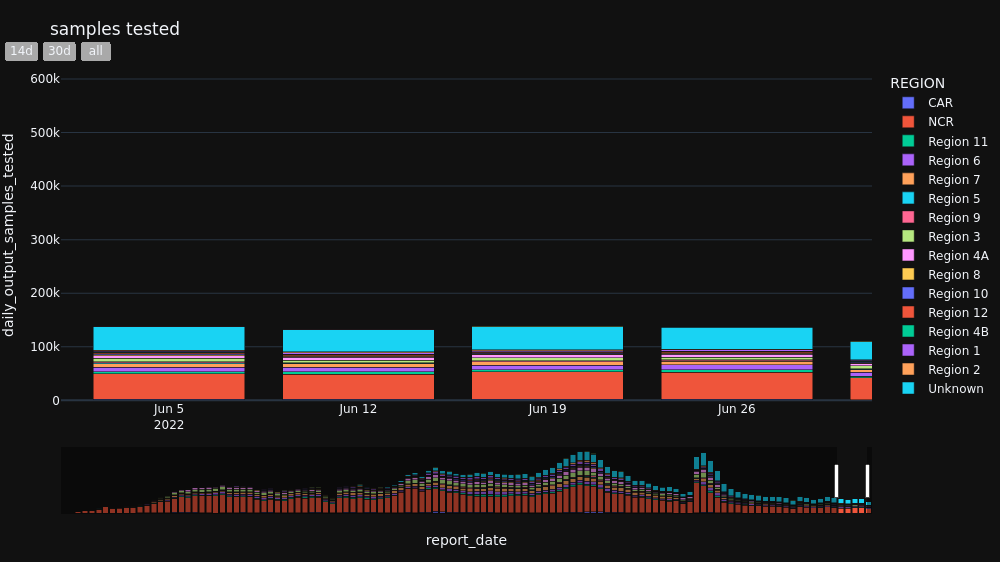 samples tested
14d 30d all
daily_output_samples_tested
600k
500k
400k
300k
200k
100k
0
Jun 5 Jun 12 Jun 19 Jun 26
2022
report_date
REGION
CAR
NCR
Region 11
Region 6
Region 7
Region 5
Region 9
Region 3
Region 4A
Region 8
Region 10
Region 12
Region 4B
Region 1
Region 2
Unknown